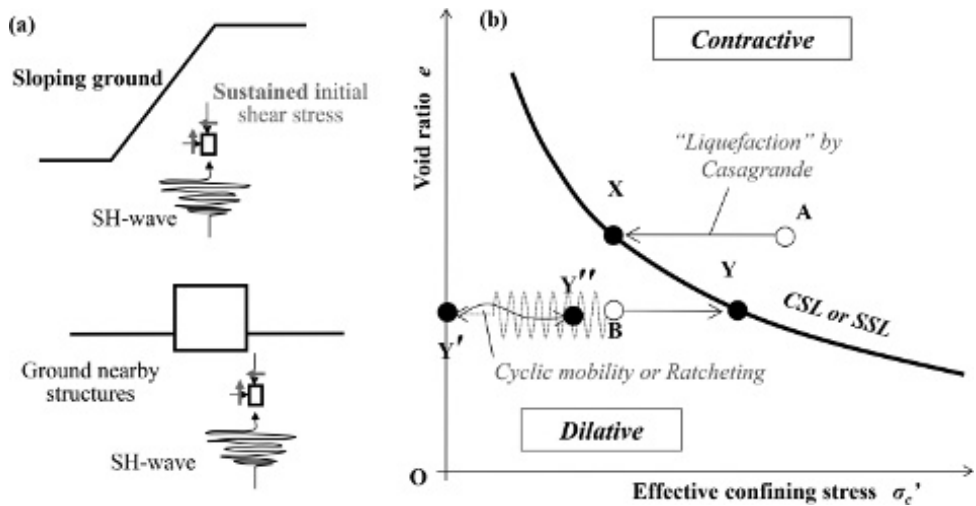 (a)
Sloping ground
Sustained initial
shear stress
SH-wave
Ground nearby
structures
SH-wave
(b)
Contractive
Void ratio e
"Liquefaction" by
Casagrande
X
A
Y
Y''
B
CSL or SSL
Y'
Cyclic mobility or Ratcheting
Dilative
O
Effective confining stress σc'